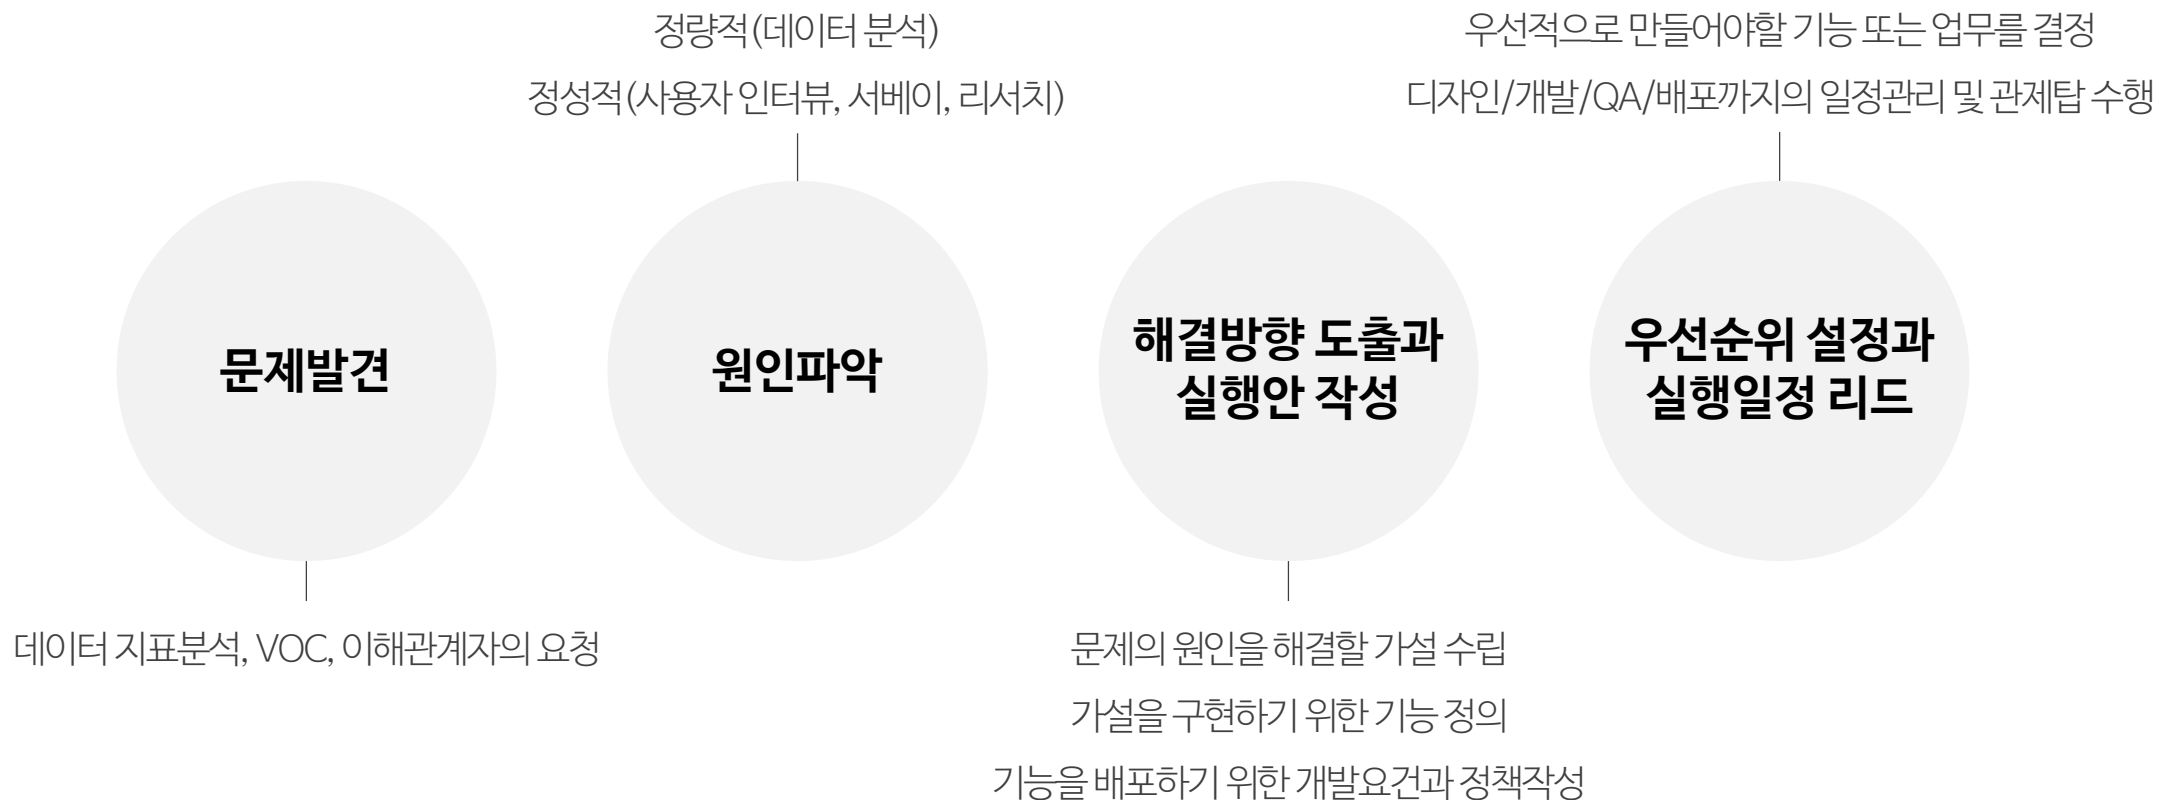 문제발견
데이터 지표분석, VOC, 이해관계자의 요청
정량적(데이터 분석)
정성적(사용자 인터뷰, 서베이, 리서치)
원인파악
해결방향 도출과
실행안 작성
문제의 원인을 해결할 가설 수립
가설을 구현하기 위한 기능 정의
기능을 배포하기 위한 개발요건과 정책작성
우선적으로 만들어야할 기능 또는 업무를 결정
디자인/개발/QA/배포까지의 일정관리 및 관제탑 수행
우선순위 설정과
실행일정 리드